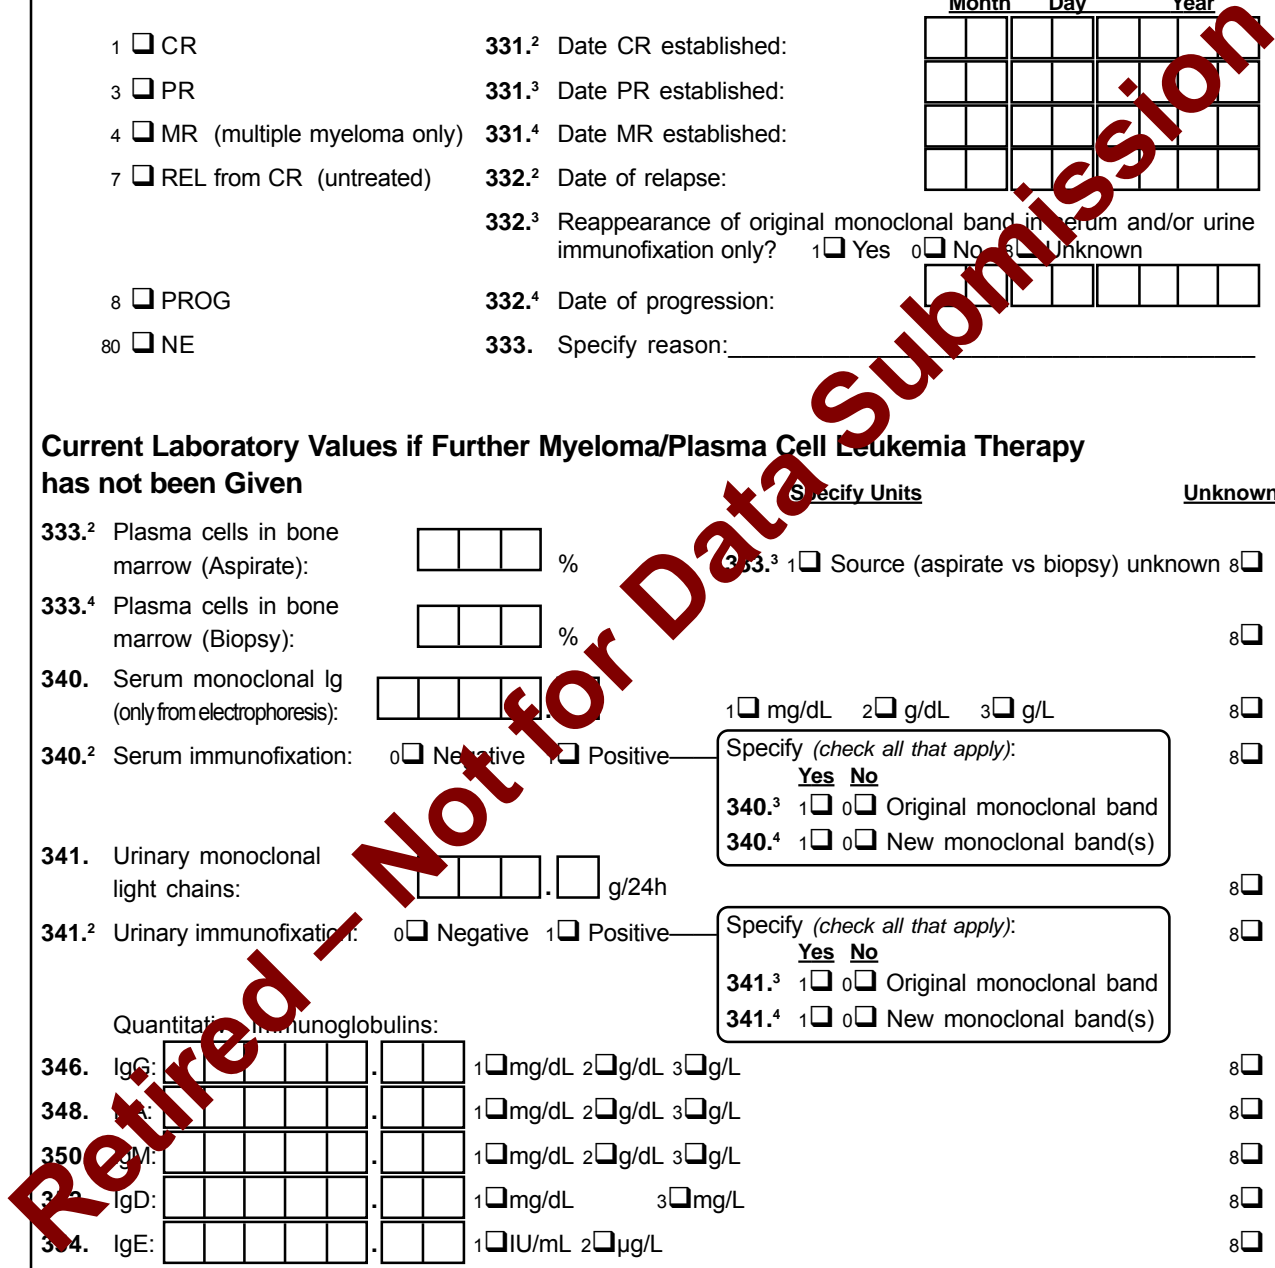 Month Day Year
1 ❑ CR 331.² Date CR established:
3 ❑ PR 331.³ Date PR established:
4 ❑ MR (multiple myeloma only) 331.⁴ Date MR established:
7 ❑ REL from CR (untreated) 332.² Date of relapse:
332.³ Reappearance of original monoclonal band in serum and/or urine
immunofixation only? 1❑ Yes 0❑ No 8❑ Unknown
8 ❑ PROG 332.⁴ Date of progression:
80 ❑ NE 333. Specify reason:
Current Laboratory Values if Further Myeloma/Plasma Cell Leukemia Therapy
has not been Given
Specify Units Unknown
333.² Plasma cells in bone
marrow (Aspirate): % 333.³ 1❑ Source (aspirate vs biopsy) unknown 8❑
333.⁴ Plasma cells in bone
marrow (Biopsy): % 8❑
340. Serum monoclonal Ig
(only from electrophoresis): . 1❑ mg/dL 2❑ g/dL 3❑ g/L 8❑
340.² Serum immunofixation: 0❑ Negative 1❑ Positive Specify (check all that apply): 8❑
Yes No
340.³ 1❑ 0❑ Original monoclonal band
340.⁴ 1❑ 0❑ New monoclonal band(s)
341. Urinary monoclonal
light chains: . g/24h 8❑
341.² Urinary immunofixation: 0❑ Negative 1❑ Positive Specify (check all that apply): 8❑
Yes No
341.³ 1❑ 0❑ Original monoclonal band
341.⁴ 1❑ 0❑ New monoclonal band(s)
Quantitative Immunoglobulins:
346. IgG: . 1❑mg/dL 2❑g/dL 3❑g/L 8❑
348. IgA: . 1❑mg/dL 2❑g/dL 3❑g/L 8❑
350. IgM: . 1❑mg/dL 2❑g/dL 3❑g/L 8❑
352. IgD: . 1❑mg/dL 3❑mg/L 8❑
354. IgE: . 1❑IU/mL 2❑µg/L 8❑
Retired – Not for Data Submission